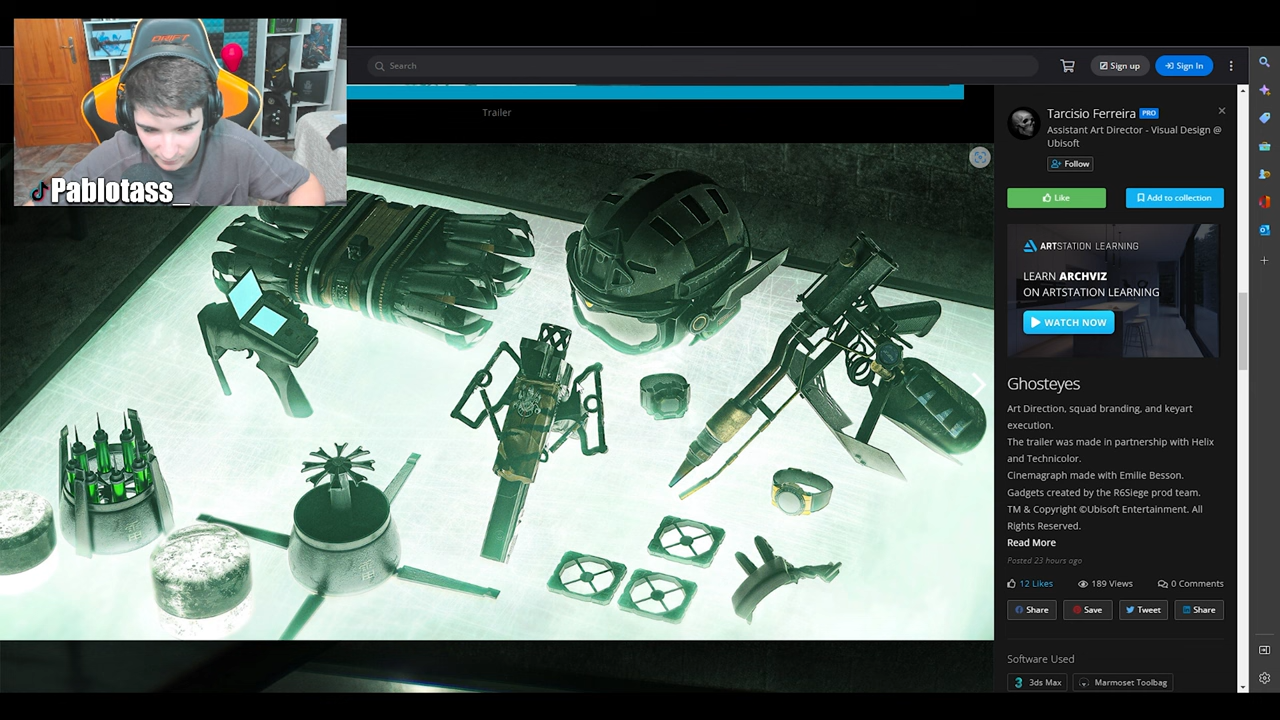 DRIFT
Pablotass_
Search
Sign up
Sign In
Trailer
Tarcisio Ferreira PRO
Assistant Art Director - Visual Design @
Ubisoft
Follow
Like
Add to collection
ARTSTATION LEARNING
LEARN ARCHVIZ
ON ARTSTATION LEARNING
WATCH NOW
Ghosteyes
Art Direction, squad branding, and keyart
execution.
The trailer was made in partnership with Helix
and Technicolor.
Cinemagraph made with Emilie Besson.
Gadgets created by the R6Siege prod team.
TM & Copyright ©Ubisoft Entertainment. All
Rights Reserved.
Read More
Posted 23 hours ago
12 Likes
189 Views
0 Comments
Share
Save
Tweet
Share
Software Used
3ds Max
Marmoset Toolbag